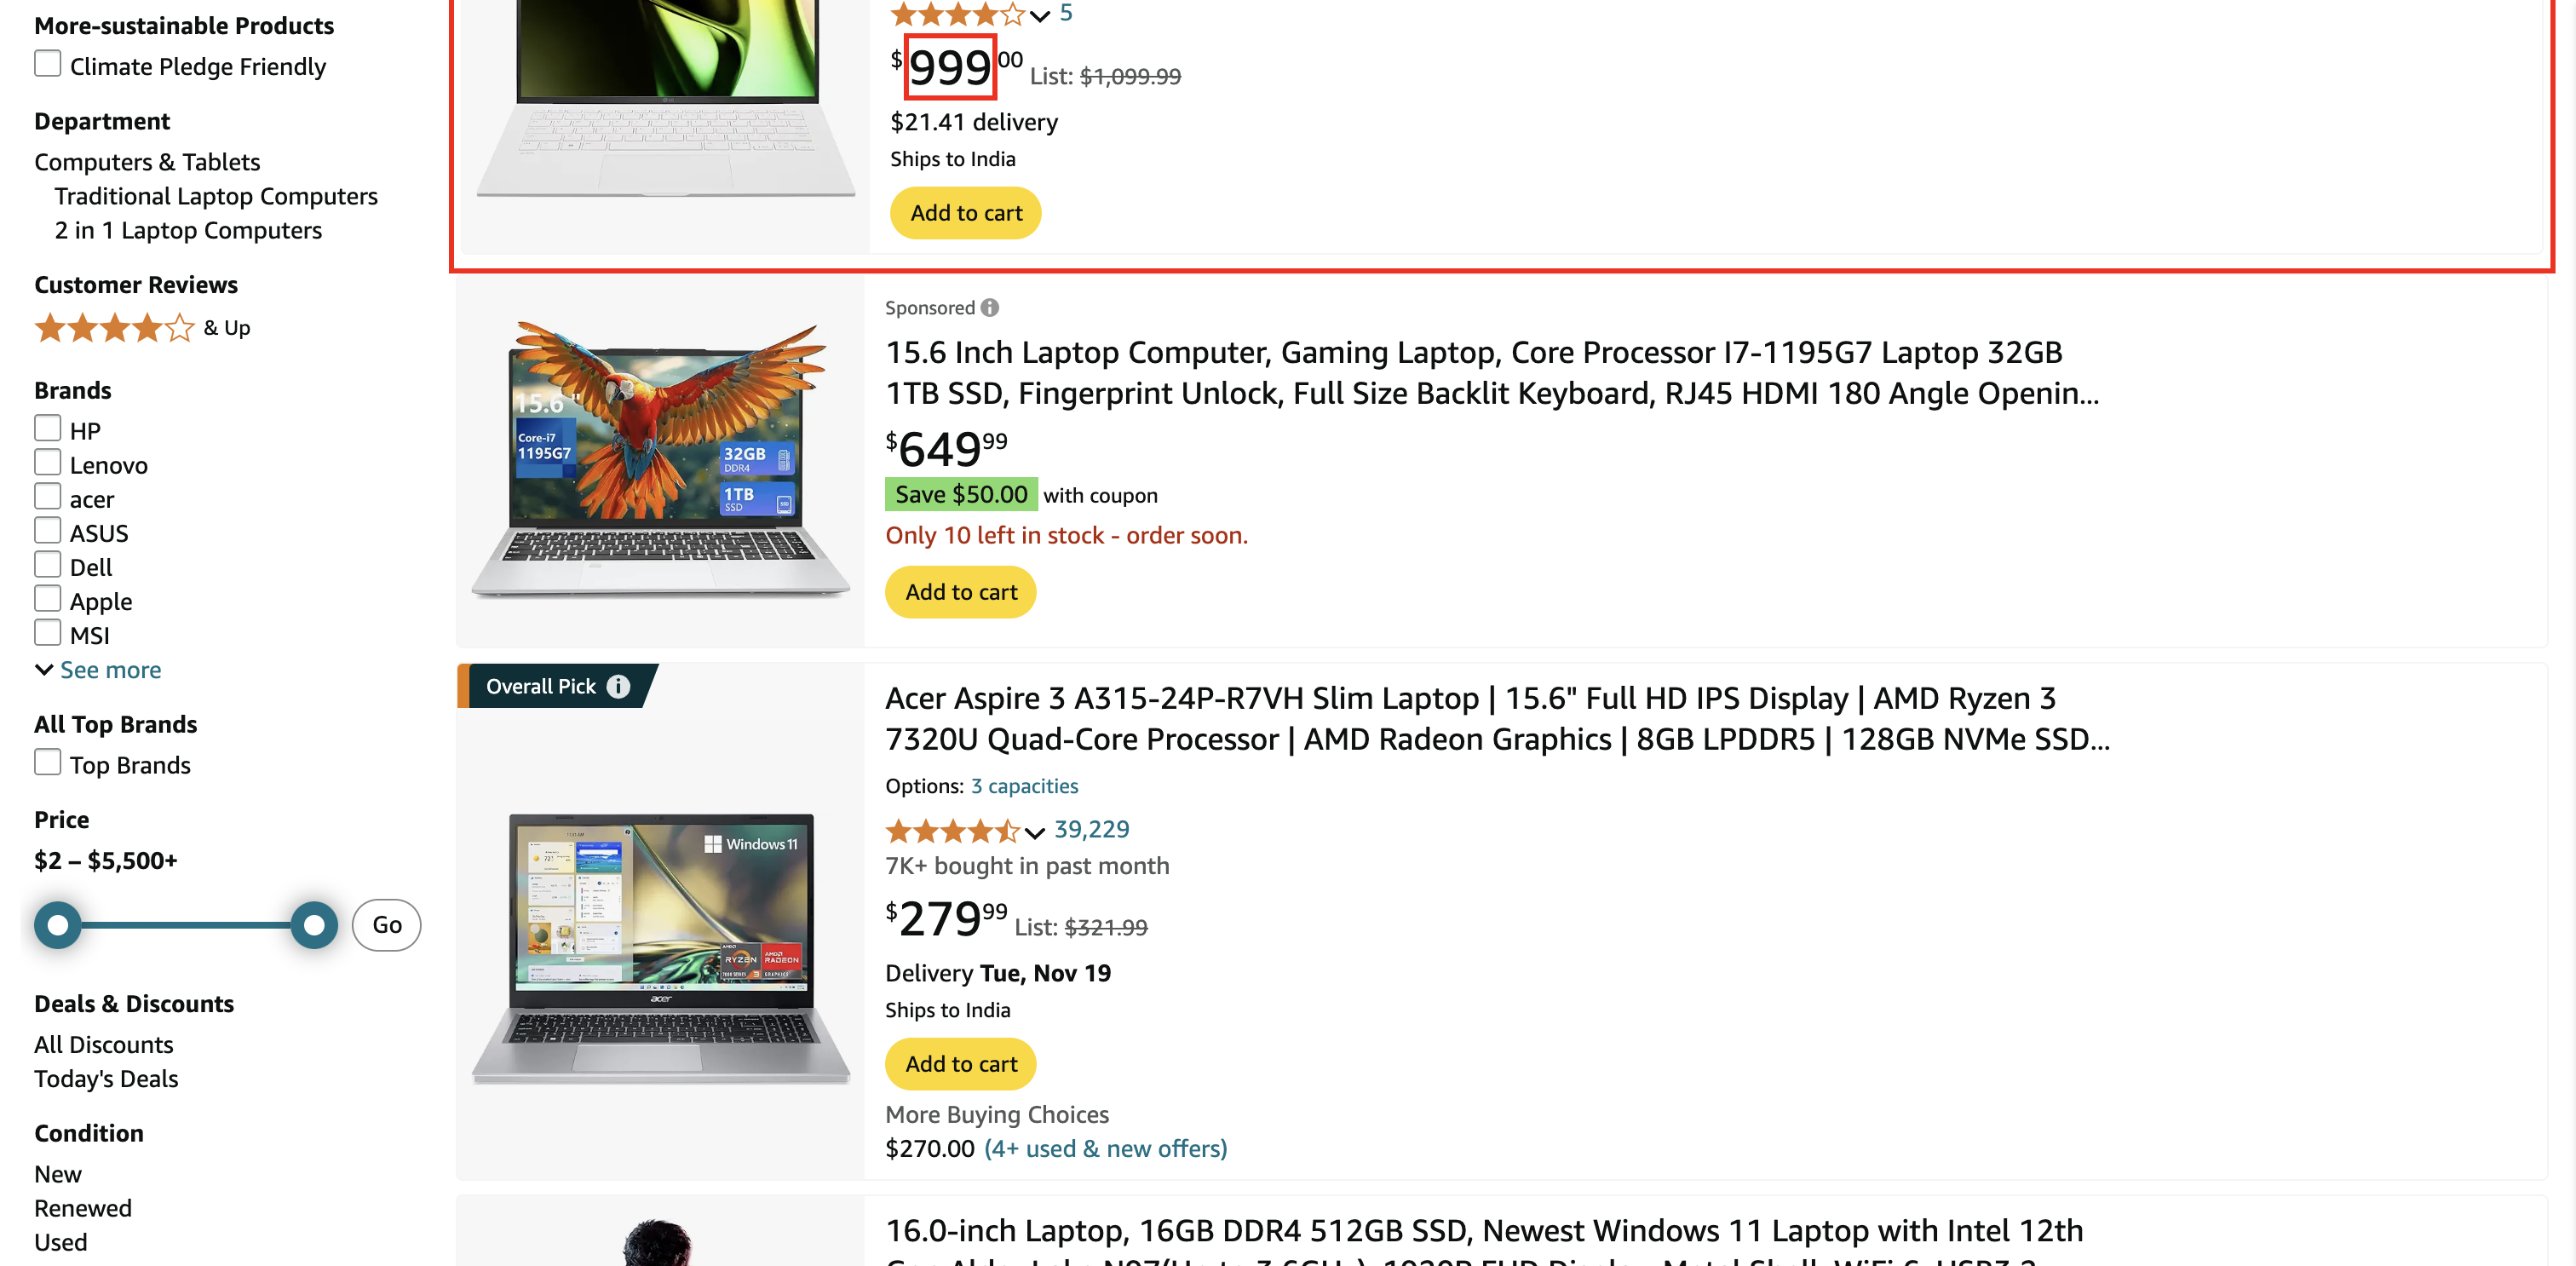 More-sustainable Products
Climate Pledge Friendly
Department
Computers & Tablets
Traditional Laptop Computers
2 in 1 Laptop Computers
Customer Reviews
& Up
Brands
HP
Lenovo
acer
ASUS
Dell
Apple
MSI
See more
All Top Brands
Top Brands
Price
$2 – $5,500+
Go
Deals & Discounts
All Discounts
Today's Deals
Condition
New
Renewed
Used
5
$999.00 List: $1,099.99
$21.41 delivery
Ships to India
Add to cart
15.6 "
Core-i7
1195G7
32GB
DDR4
1TB
SSD
Sponsored
15.6 Inch Laptop Computer, Gaming Laptop, Core Processor I7-1195G7 Laptop 32GB
1TB SSD, Fingerprint Unlock, Full Size Backlit Keyboard, RJ45 HDMI 180 Angle Openin...
$649.99
Save $50.00 with coupon
Only 10 left in stock - order soon.
Add to cart
Overall Pick
Windows 11
AMD
RYZEN
AMD
RADEON
GRAPHICS
acer
Acer Aspire 3 A315-24P-R7VH Slim Laptop | 15.6" Full HD IPS Display | AMD Ryzen 3
7320U Quad-Core Processor | AMD Radeon Graphics | 8GB LPDDR5 | 128GB NVMe SSD...
Options: 3 capacities
39,229
7K+ bought in past month
$279.99 List: $321.99
Delivery Tue, Nov 19
Ships to India
Add to cart
More Buying Choices
$270.00 (4+ used & new offers)
16.0-inch Laptop, 16GB DDR4 512GB SSD, Newest Windows 11 Laptop with Intel 12th